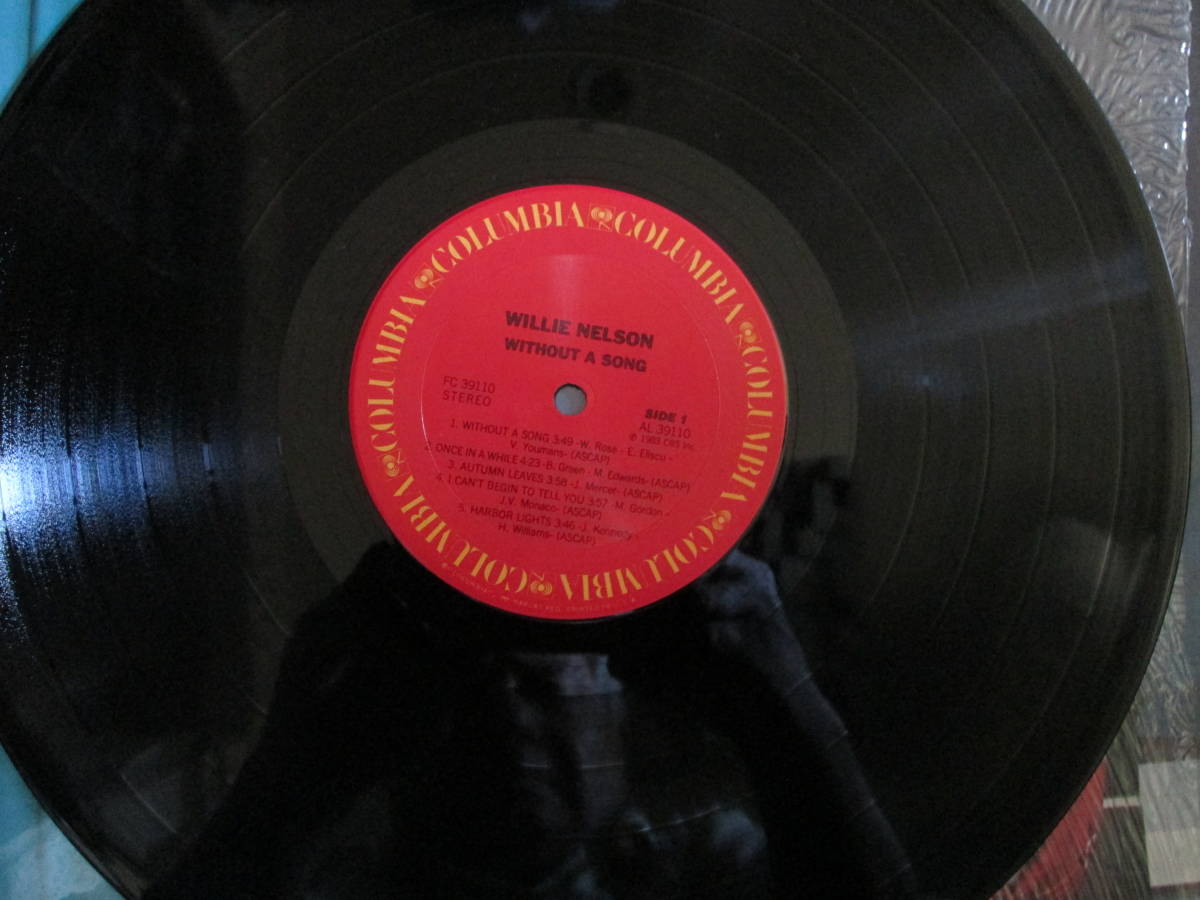 COLUMBIA COLUMBIA COLUMBIA COLUMBIA COLUMBIA COLUMBIA
WILLIE NELSON
WITHOUT A SONG
FC 39110
STEREO
SIDE 1
AL 39110
℗ 1983 CBS Inc.
1. WITHOUT A SONG 3:49 -W. Rose - E. Eliscu -
V. Youmans- (ASCAP)
2. ONCE IN A WHILE 4:23 -B. Green - M. Edwards- (ASCAP)
3. AUTUMN LEAVES 3:58 -J. Mercer- (ASCAP)
4. I CAN'T BEGIN TO TELL YOU 3:57 -M. Gordon -
J.V. Monaco- (ASCAP)
5. HARBOR LIGHTS 3:46 -J. Kennedy -
H. Williams- (ASCAP)